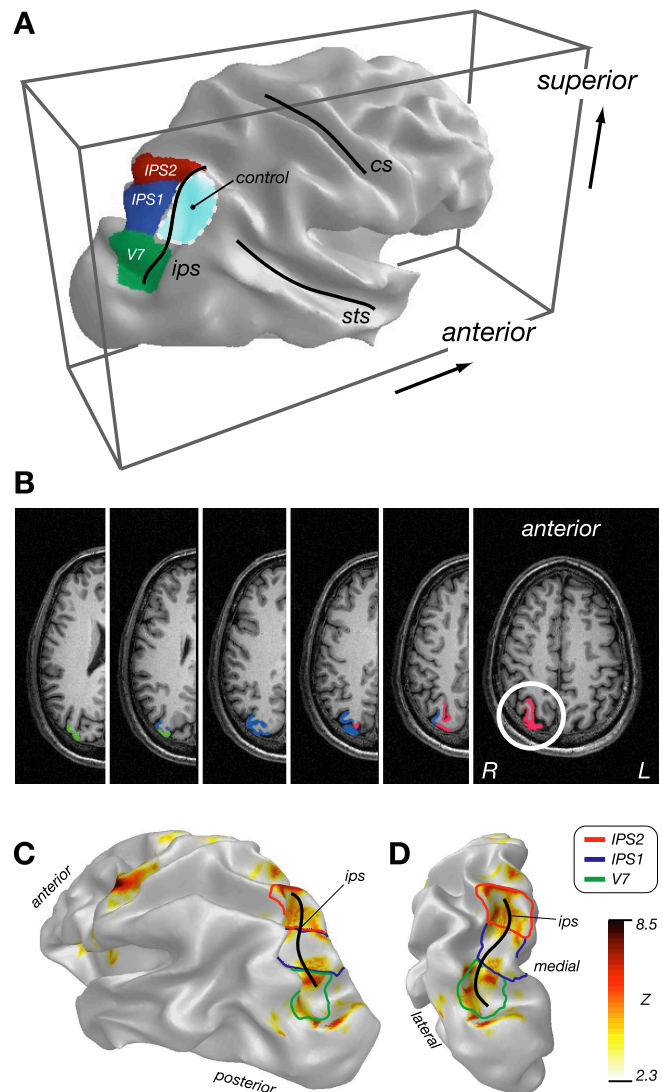 A
superior
IPS2
control
cs
IPS1
V7
ips
sts
anterior
B
anterior
R
L
C
D
IPS2
IPS1
V7
anterior
ips
ips
8.5
medial
Z
lateral
posterior
2.3